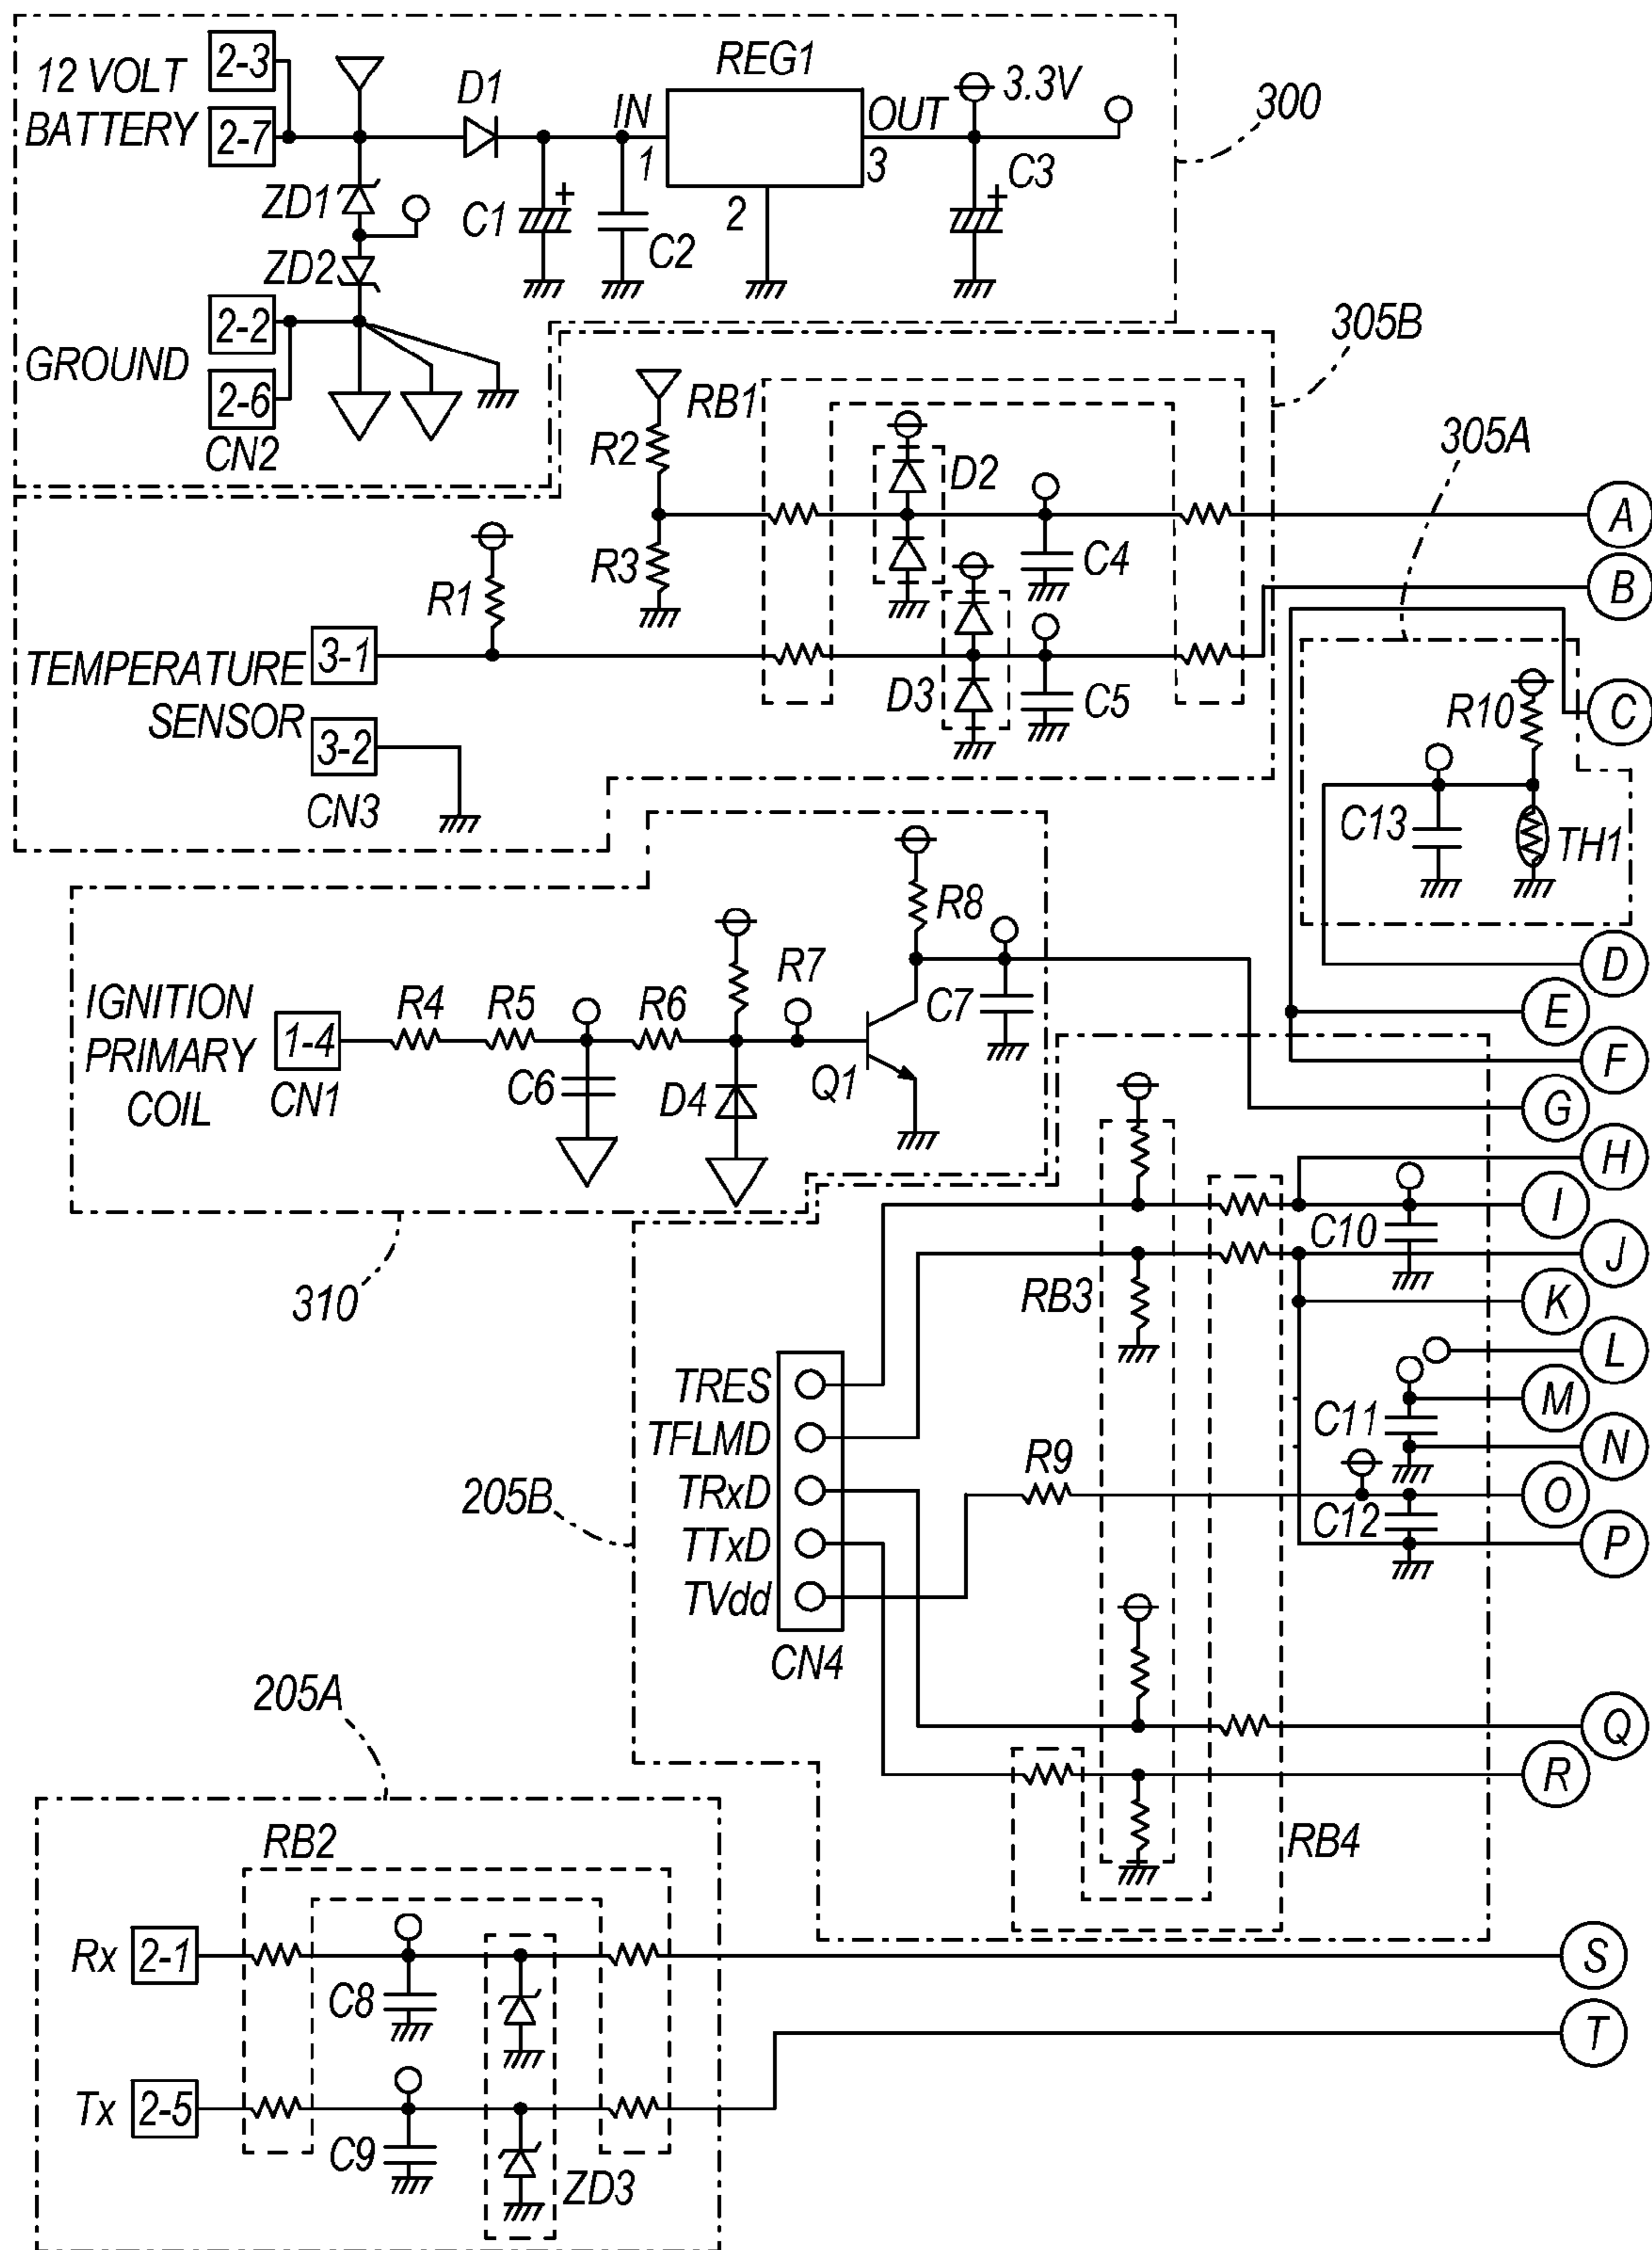 12 VOLT
BATTERY
2-3
2-7
D1
REG1
IN
1
2
OUT
3
3.3V
300
ZD1
ZD2
C1
+
C2
C3
+
2-2
GROUND
2-6
CN2
305B
305A
RB1
R2
D2
R3
C4
A
B
R1
TEMPERATURE
SENSOR
3-1
3-2
CN3
D3
C5
R10
C
C13
TH1
R8
D
IGNITION
PRIMARY
COIL
1-4
CN1
R4
R5
R6
R7
C7
E
C6
D4
Q1
F
G
H
310
C10
I
J
RB3
K
L
TRES
TFLMD
TRxD
TTxD
TVdd
CN4
C11
M
N
205B
R9
C12
O
P
205A
Q
R
RB4
RB2
Rx
2-1
C8
S
T
Tx
2-5
C9
ZD3